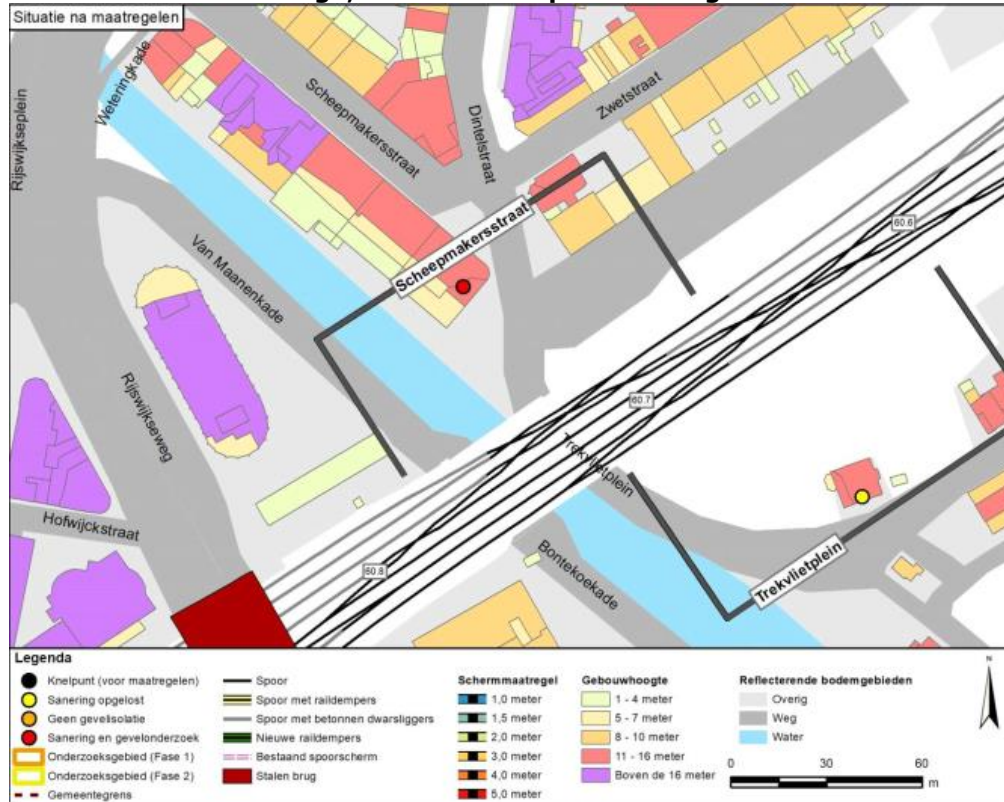 Situatie na maatregelen
Rijswijkseplein
Weteringkade
Scheepmakersstraat
Dintelstraat
Zwetstraat
Van Maanenkade
Scheepmakersstraat
60.6
Rijswijkseweg
60.7
Trekvlietplein
Hofwijckstraat
60.8
Bontekoekade
Trekvlietplein
Legenda
Knelpunt (voor maatregelen)
Sanering opgelost
Geen gevelisolatie
Sanering en gevelonderzoek
Onderzoeksgebied (Fase 1)
Onderzoeksgebied (Fase 2)
Gemeentegrens
Spoor
Spoor met raildempers
Spoor met betonnen dwarsliggers
Nieuwe raildempers
Bestaand spoorscherm
Stalen brug
Schermmaatregel
1,0 meter
1,5 meter
2,0 meter
3,0 meter
4,0 meter
5,0 meter
Gebouwhoogte
1 - 4 meter
5 - 7 meter
8 - 10 meter
11 - 16 meter
Boven de 16 meter
Reflecterende bodemgebieden
Overig
Weg
Water
N
0 30 60
m